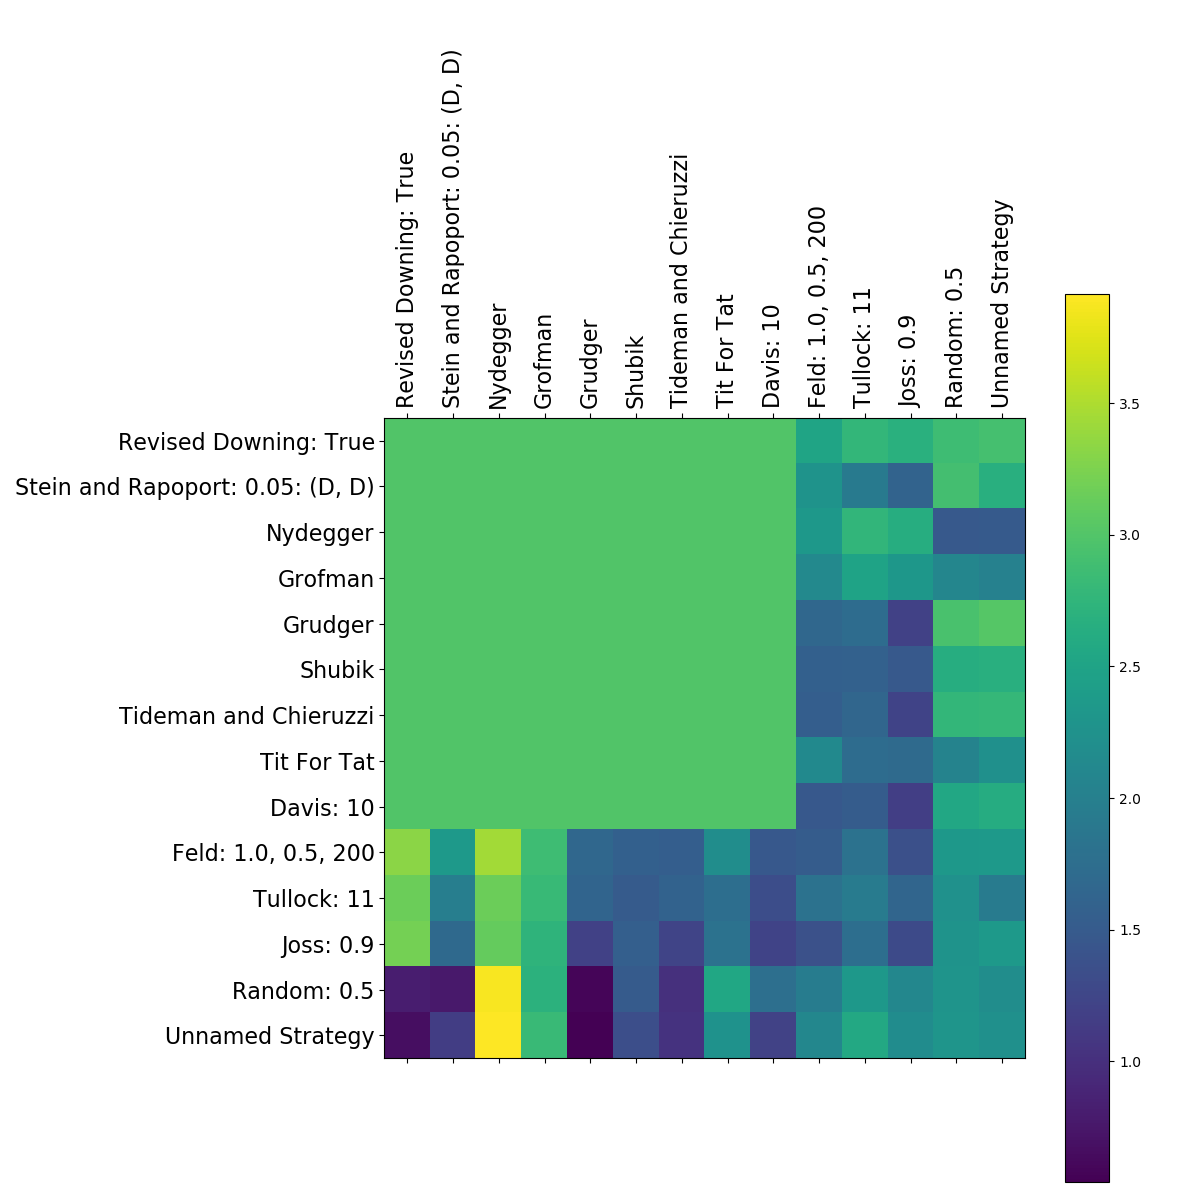 Revised Downing: True
Stein and Rapoport: 0.05: (D, D)
Nydegger
Grofman
Grudger
Shubik
Tideman and Chieruzzi
Tit For Tat
Davis: 10
Feld: 1.0, 0.5, 200
Tullock: 11
Joss: 0.9
Random: 0.5
Unnamed Strategy
Revised Downing: True
Stein and Rapoport: 0.05: (D, D)
Nydegger
Grofman
Grudger
Shubik
Tideman and Chieruzzi
Tit For Tat
Davis: 10
Feld: 1.0, 0.5, 200
Tullock: 11
Joss: 0.9
Random: 0.5
Unnamed Strategy
3.5
3.0
2.5
2.0
1.5
1.0